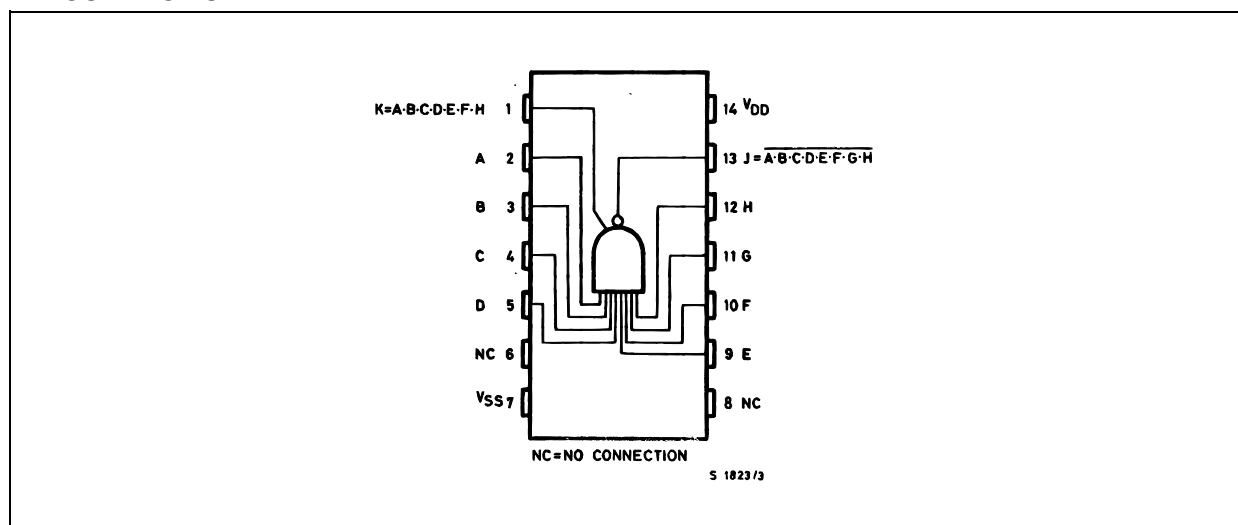 K=A·B·C·D·E·F·H 1
A 2
B 3
C 4
D 5
NC 6
VSS 7
14 VDD
13 J=A·B·C·D·E·F·G·H
12 H
11 G
10 F
9 E
8 NC
NC=NO CONNECTION
S 1823/3